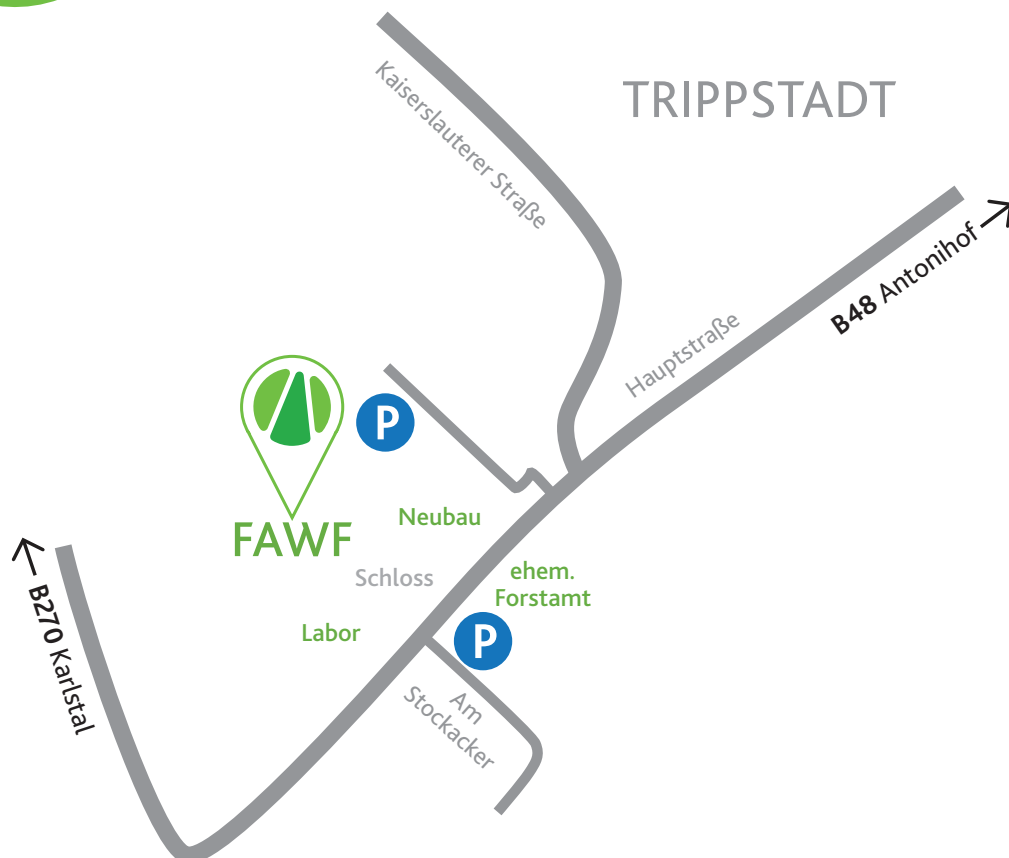 TRIPPSTADT
Kaiserslauterer Straße
B48 Antonihof
Hauptstraße
P
Neubau
FAWF
Schloss
ehem.
Forstamt
Labor
P
B270 Karlstal
Am
Stockacker